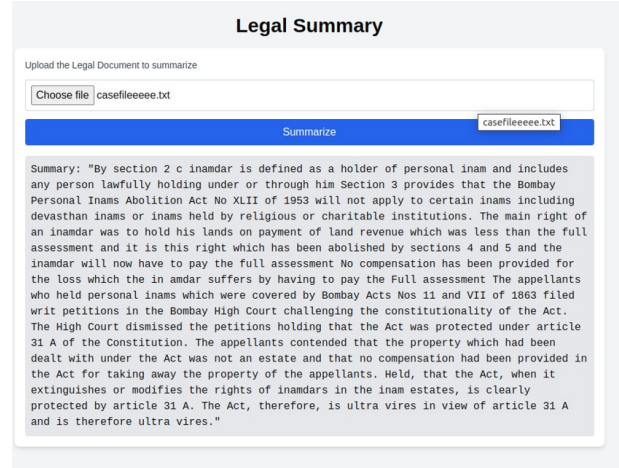 Legal Summary
Upload the Legal Document to summarize
Choose file casefileeeee.txt
casefileeeee.txt
Summarize
Summary: "By section 2 c inamdar is defined as a holder of personal inam and includes
any person lawfully holding under or through him Section 3 provides that the Bombay
Personal Inams Abolition Act No XLII of 1953 will not apply to certain inams including
devasthan inams or inams held by religious or charitable institutions. The main right of
an inamdar was to hold his lands on payment of land revenue which was less than the full
assessment and it is this right which has been abolished by sections 4 and 5 and the
inamdar will now have to pay the full assessment No compensation has been provided for
the loss which the in amdar suffers by having to pay the Full assessment The appellants
who held personal inams which were covered by Bombay Acts Nos 11 and VII of 1863 filed
writ petitions in the Bombay High Court challenging the constitutionality of the Act.
The High Court dismissed the petitions holding that the Act was protected under article
31 A of the Constitution. The appellants contended that the property which had been
dealt with under the Act was not an estate and that no compensation had been provided in
the Act for taking away the property of the appellants. Held, that the Act, when it
extinguishes or modifies the rights of inamdars in the inam estates, is clearly
protected by article 31 A. The Act, therefore, is ultra vires in view of article 31 A
and is therefore ultra vires."